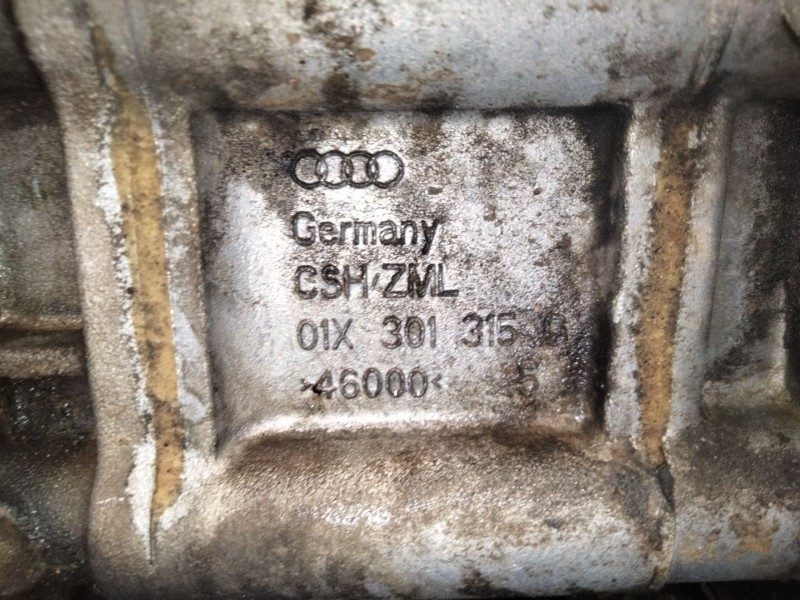 Germany
CSH/ZML
01X 301 315
>46000< 5